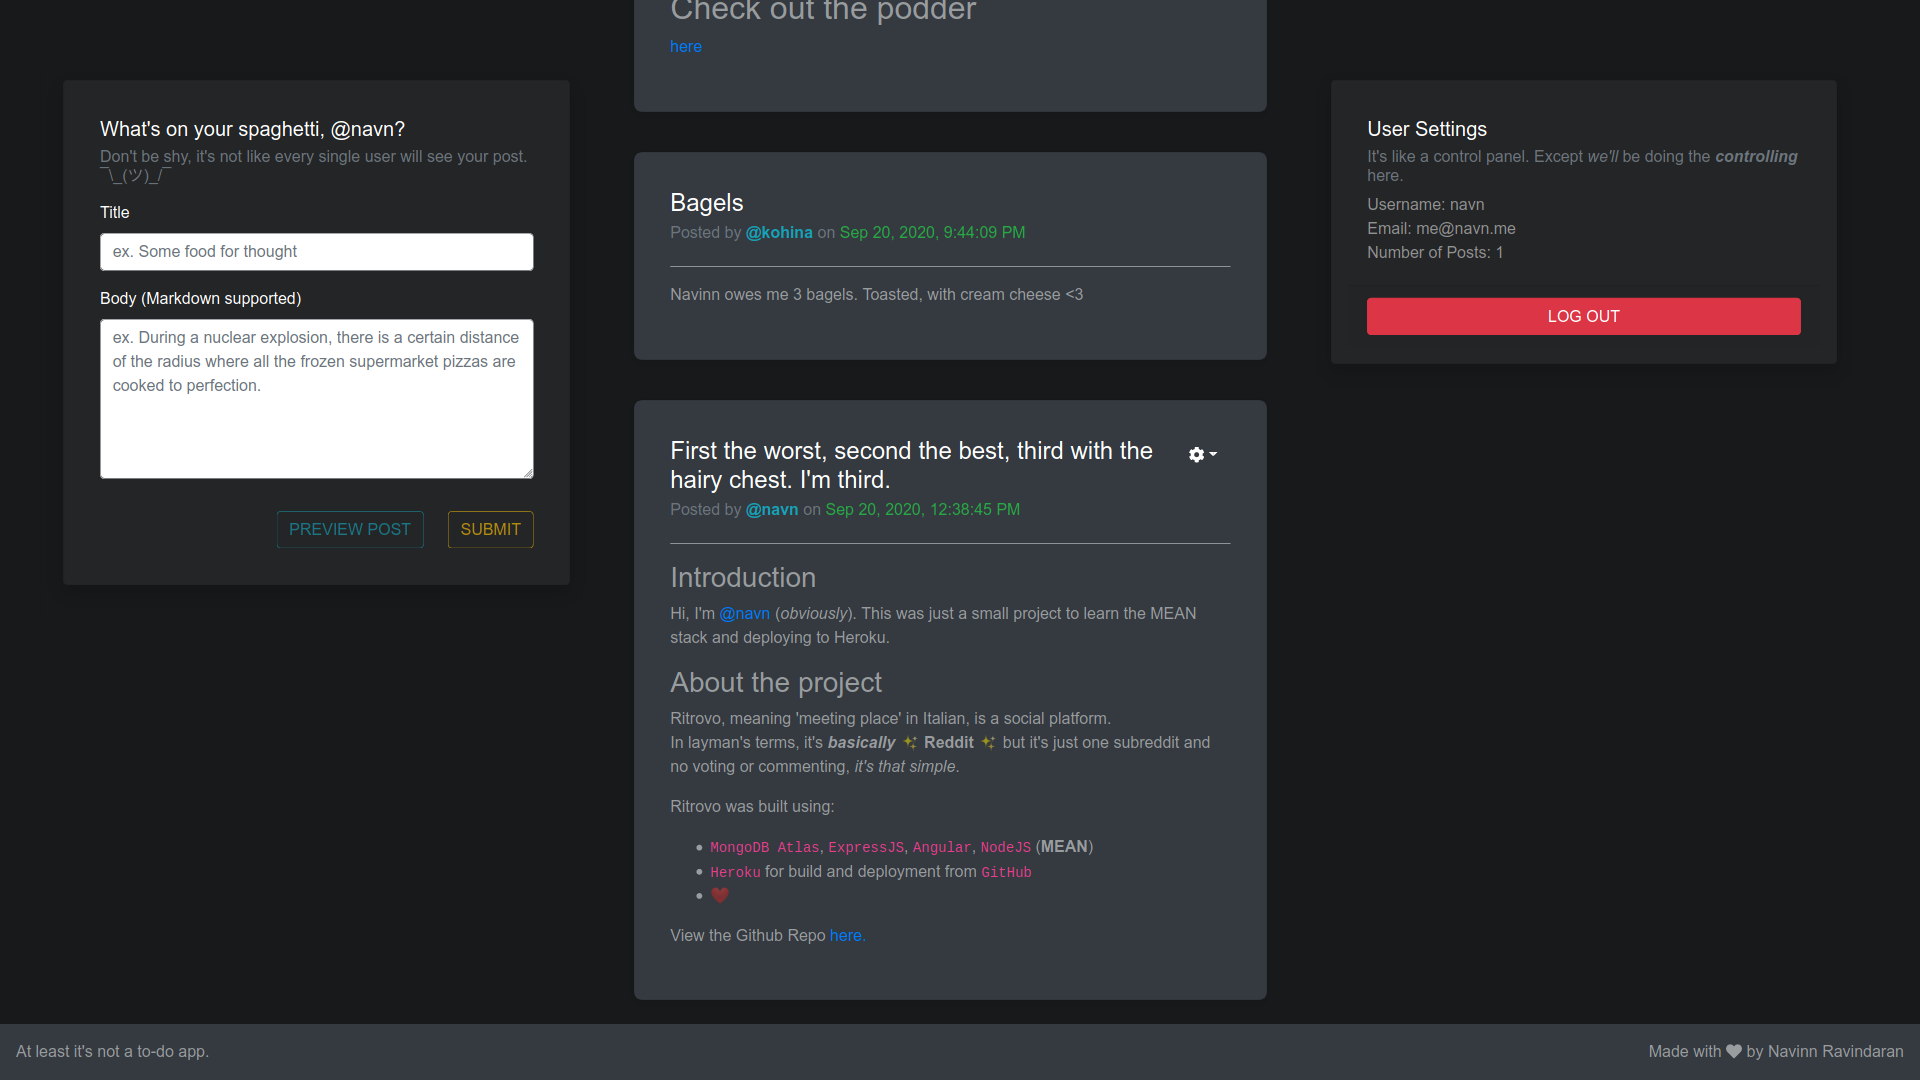 Check out the podder
here
What's on your spaghetti, @navn?
Don't be shy, it's not like every single user will see your post.
¯\_(ツ)_/¯
Title
ex. Some food for thought
Body (Markdown supported)
ex. During a nuclear explosion, there is a certain distance
of the radius where all the frozen supermarket pizzas are
cooked to perfection.
PREVIEW POST
SUBMIT
Bagels
Posted by @kohina on Sep 20, 2020, 9:44:09 PM
Navinn owes me 3 bagels. Toasted, with cream cheese <3
First the worst, second the best, third with the
hairy chest. I'm third.
Posted by @navn on Sep 20, 2020, 12:38:45 PM
Introduction
Hi, I'm @navn (obviously). This was just a small project to learn the MEAN
stack and deploying to Heroku.
About the project
Ritrovo, meaning 'meeting place' in Italian, is a social platform.
In layman's terms, it's basically ✨ Reddit ✨ but it's just one subreddit and
no voting or commenting, it's that simple.
Ritrovo was built using:
• MongoDB Atlas, ExpressJS, Angular, NodeJS (MEAN)
• Heroku for build and deployment from GitHub
• ❤️
View the Github Repo here.
User Settings
It's like a control panel. Except we'll be doing the controlling
here.
Username: navn
Email: me@navn.me
Number of Posts: 1
LOG OUT
At least it's not a to-do app.
Made with ♥ by Navinn Ravindaran